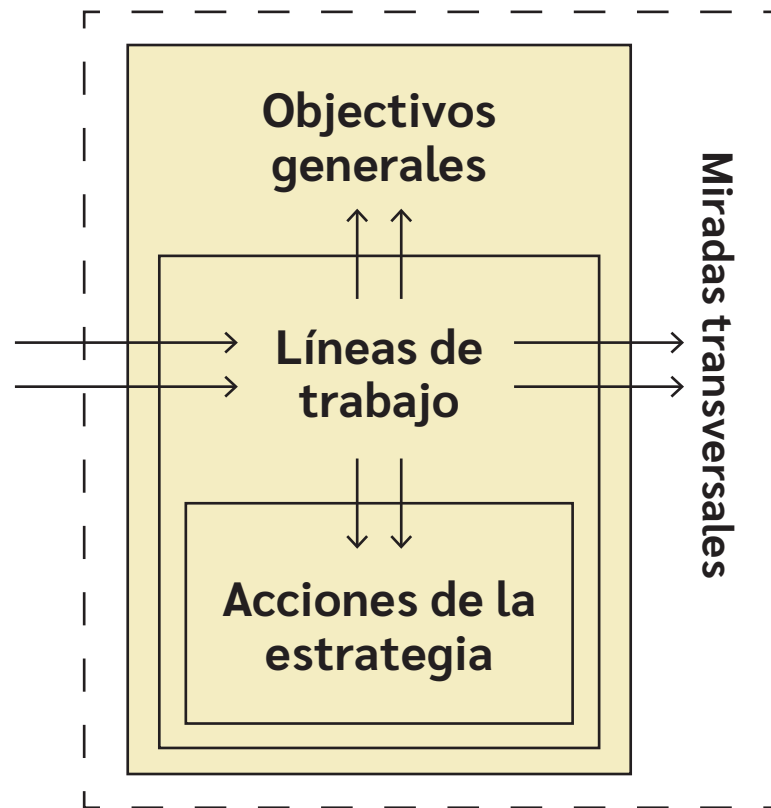 Objectivos
generales
Líneas de
trabajo
Acciones de la
estrategia
Miradas transversales